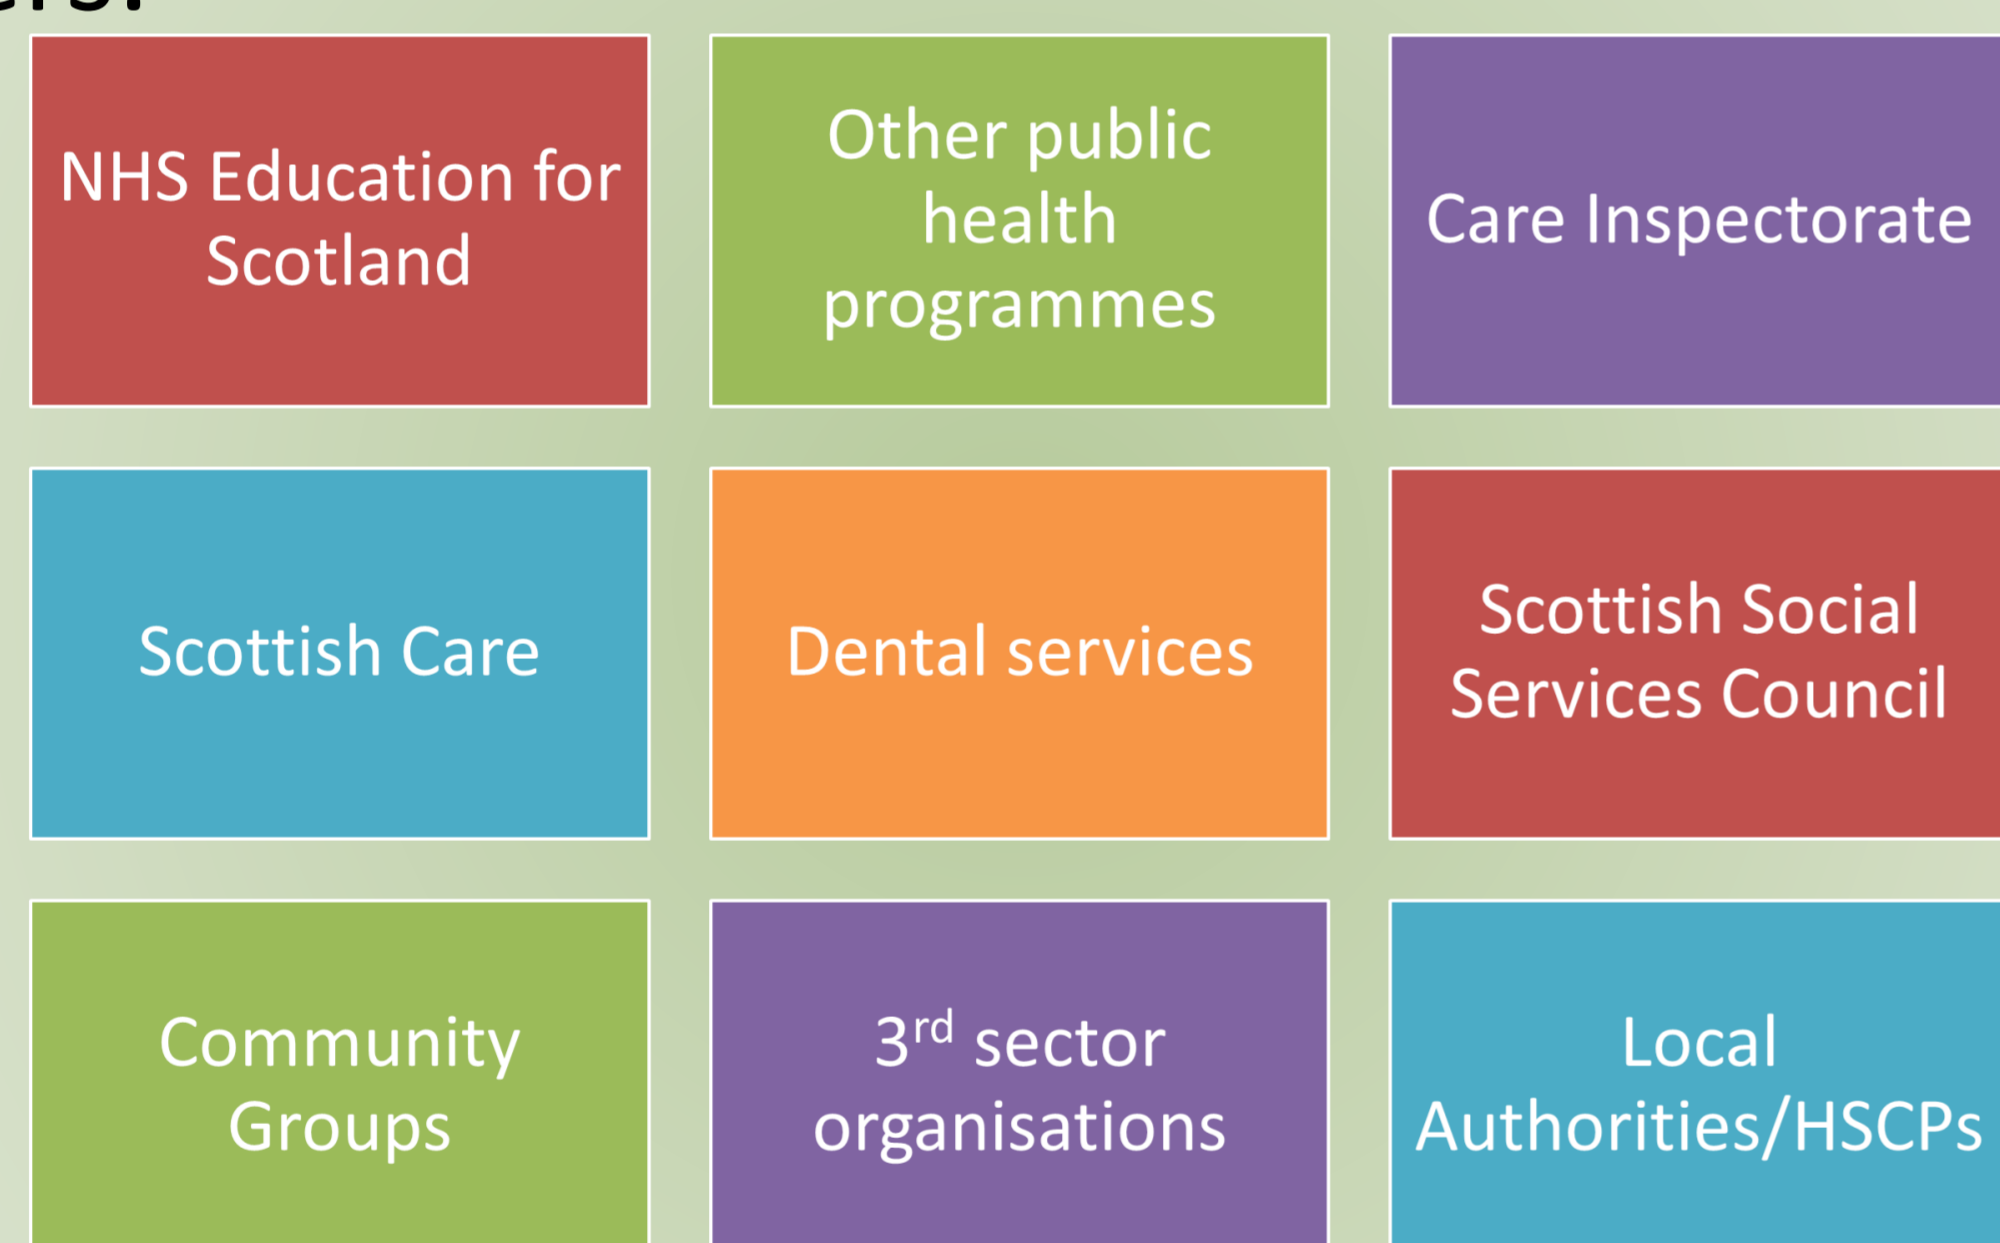 ers:
NHS Education for
Scotland
Other public
health
programmes
Care Inspectorate
Scottish Care
Dental services
Scottish Social
Services Council
Community
Groups
3rd sector
organisations
Local
Authorities/HSCPs